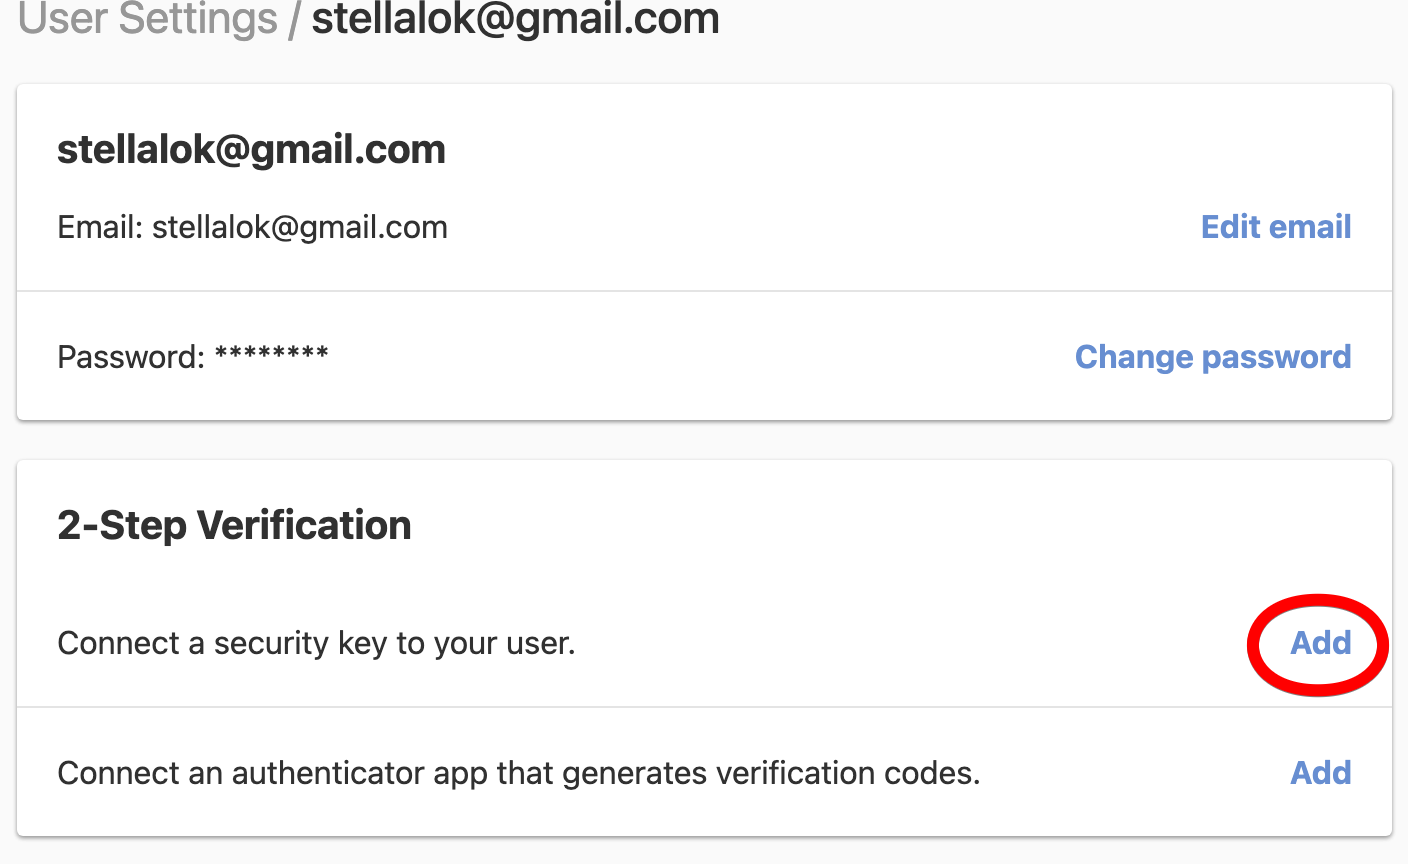 User Settings / stellalok@gmail.com
stellalok@gmail.com
Email: stellalok@gmail.com Edit email
Password: ******** Change password
2-Step Verification
Connect a security key to your user. Add
Connect an authenticator app that generates verification codes. Add